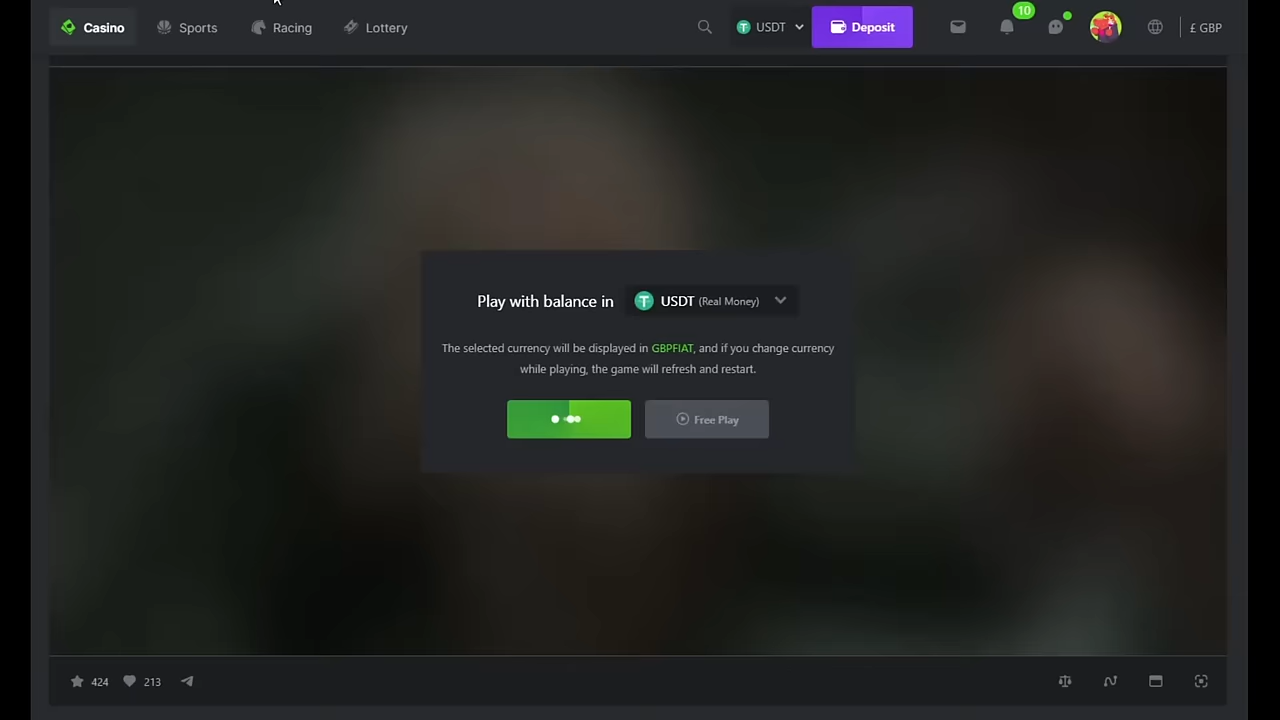 Casino Sports Racing Lottery USDT Deposit 10 £ GBP
Play with balance in USDT (Real Money)
The selected currency will be displayed in GBPFIAT, and if you change currency
while playing, the game will refresh and restart.
Free Play
424 213